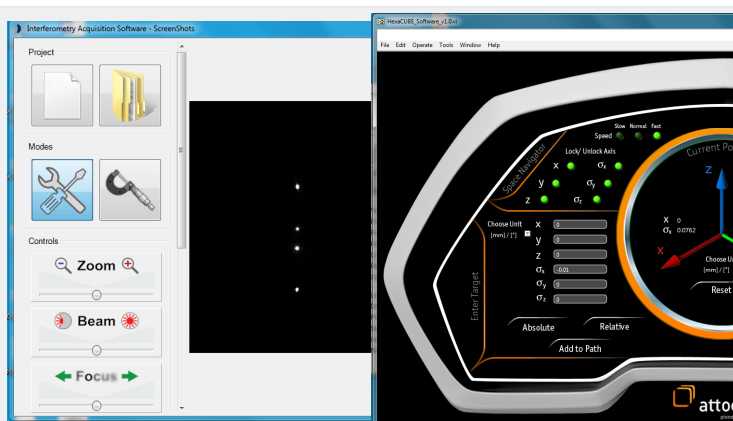 Interferometry Acquisition Software - ScreenShots
Project
Modes
Controls
Zoom
Beam
Focus
HexaCUBE_Software_v1.0.vi
File Edit Operate Tools Window Help
Slow Normal Fast
Speed
Space Navigator
Lock/ Unlock Axis
x σx
y σy
z σz
Choose Unit
[mm] / [°]
Enter Target
X 0
y 0
Z 0
σx -0.01
σy 0
σz 0
Absolute Relative
Add to Path
Current Po
Z
X 0
σx 0.0762
X
Choose U
[mm] / [°
Reset
attoc
pione